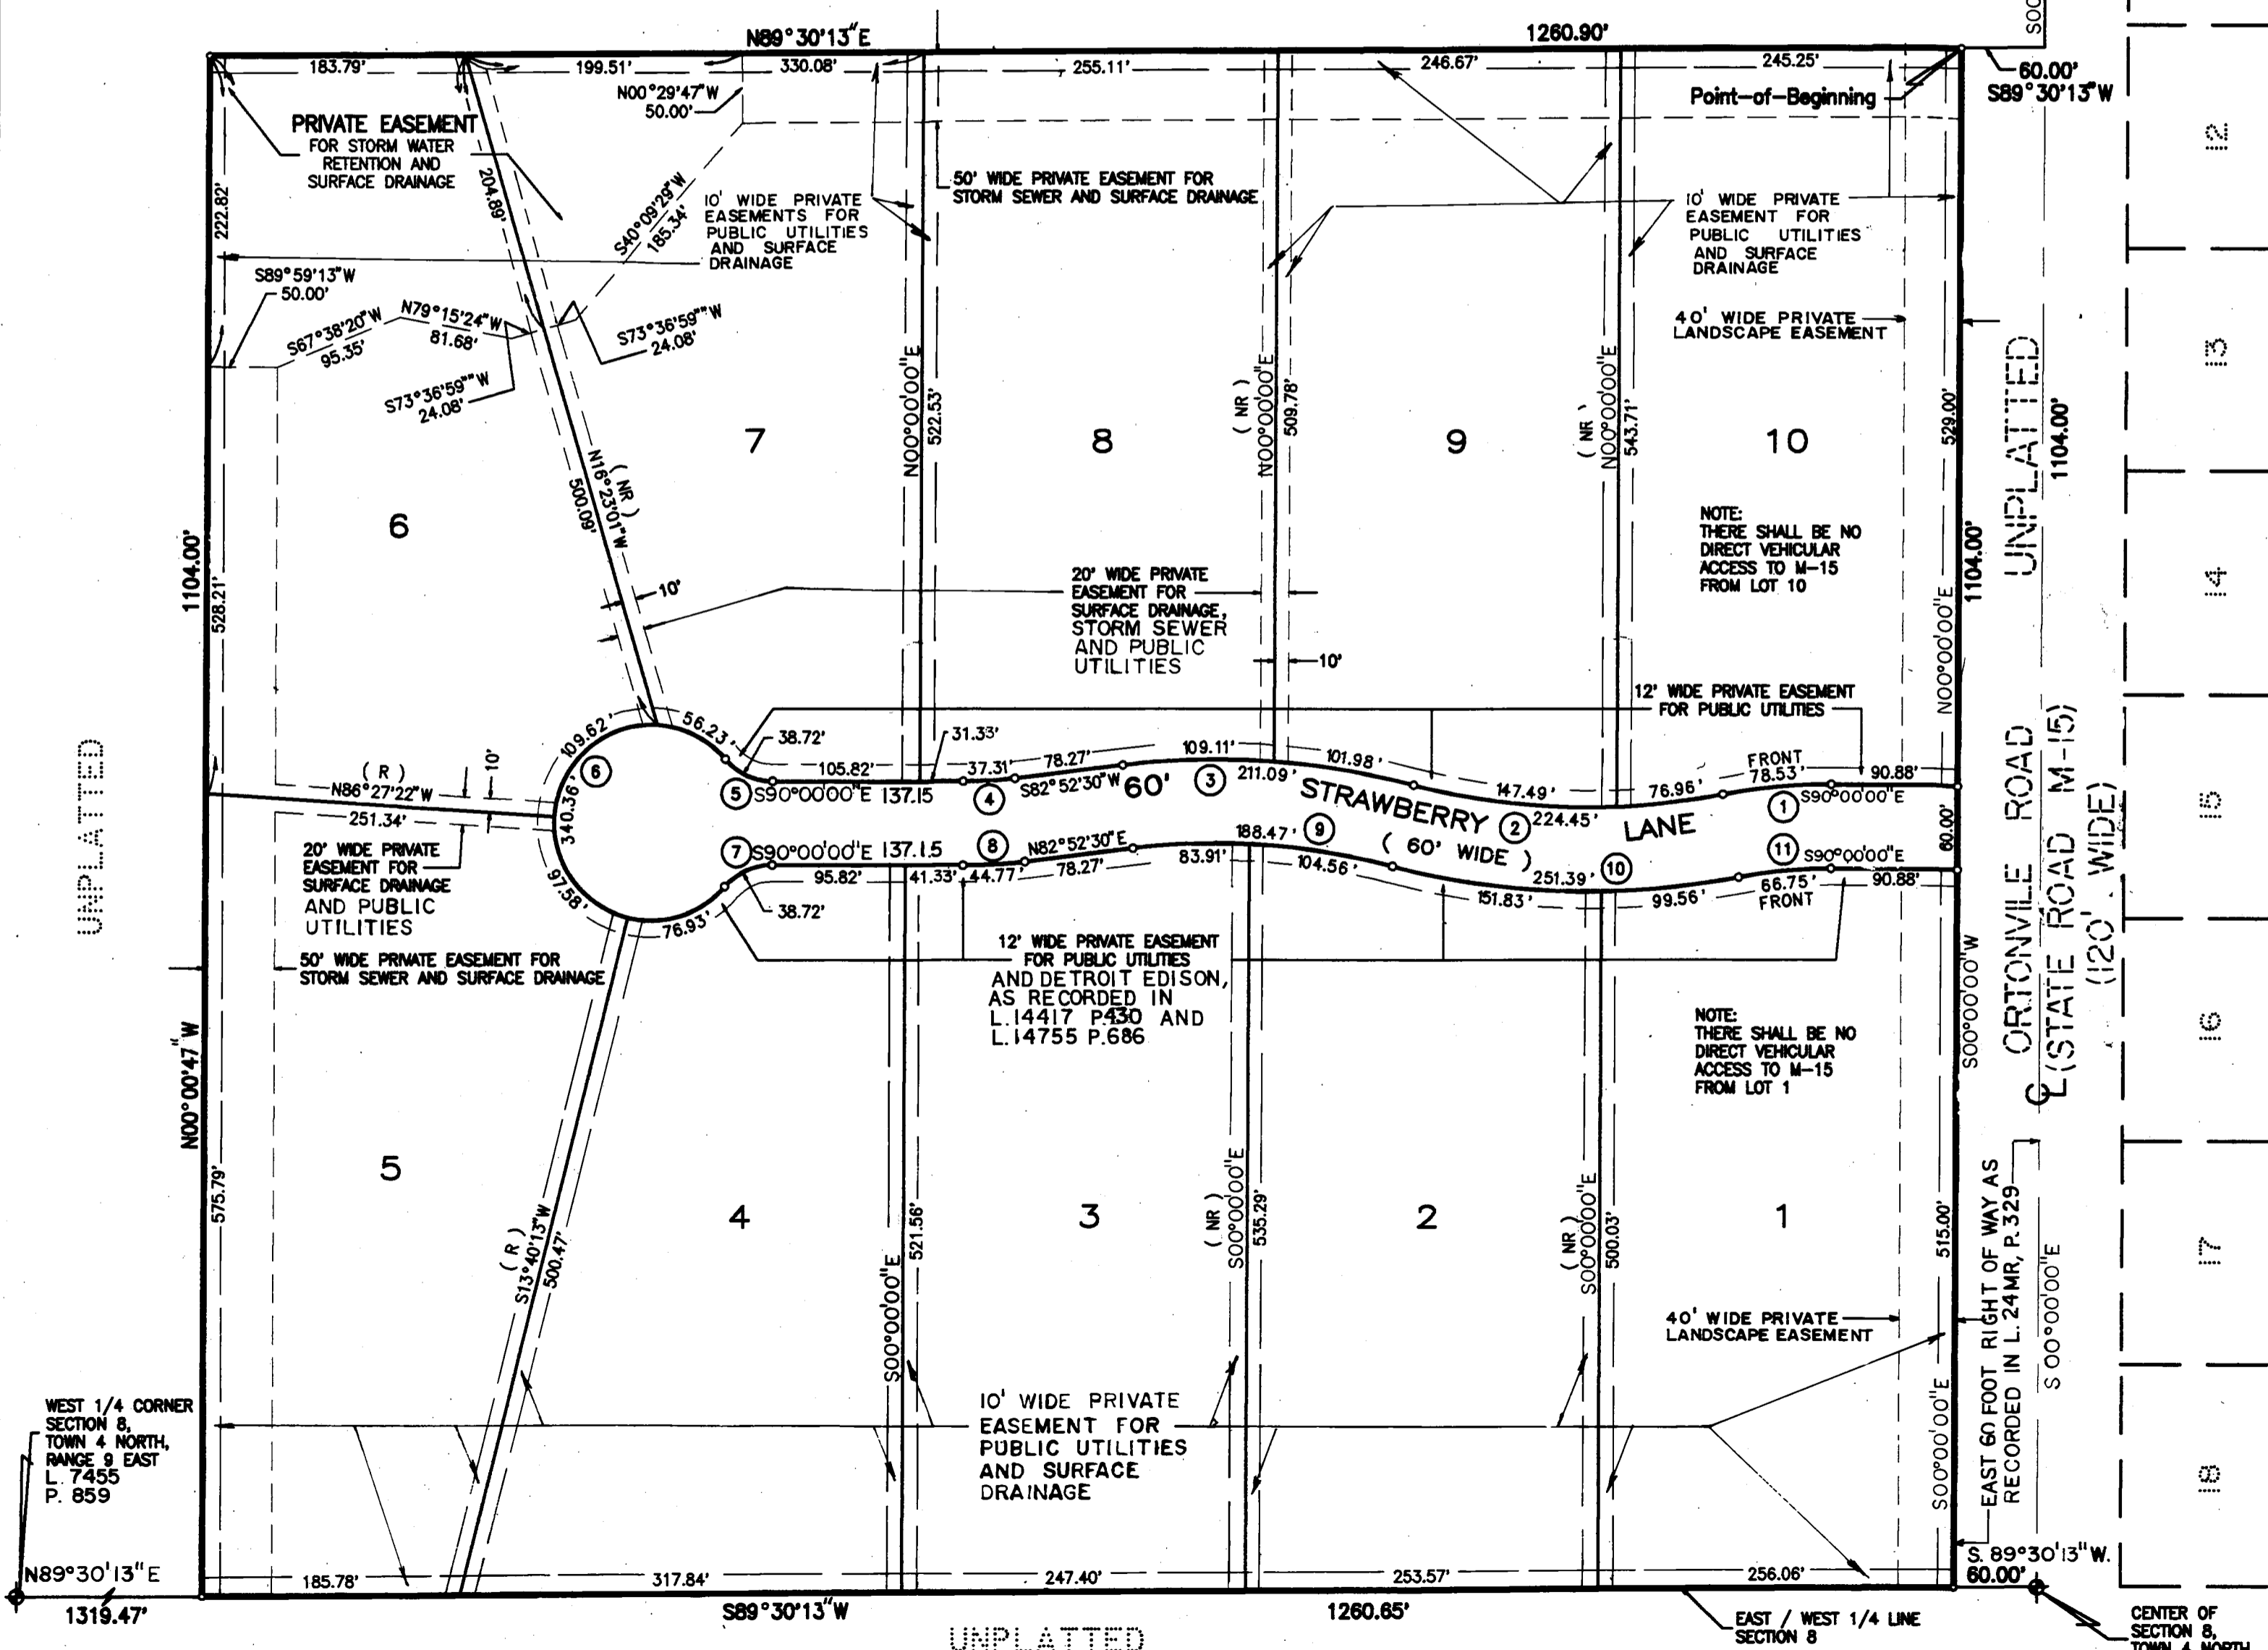 N89°30'13"E
1260.90'
S00
183.79'
199.51'
330.08'
255.11'
246.67'
245.25'
60.00'
S89°30'13"W
Point-of-Beginning
N00°29'47"W
50.00'
PRIVATE EASEMENT
FOR STORM WATER
RETENTION AND
SURFACE DRAINAGE
222.82'
204.89'
S40°09'29"W
185.34'
10' WIDE PRIVATE
EASEMENTS FOR
PUBLIC UTILITIES
AND SURFACE
DRAINAGE
50' WIDE PRIVATE EASEMENT FOR
STORM SEWER AND SURFACE DRAINAGE
10' WIDE PRIVATE
EASEMENT FOR
PUBLIC UTILITIES
AND SURFACE
DRAINAGE
12
S89°59'13"W
50.00'
S67°38'20"W
95.35'
N79°15'24"W
81.68'
S73°36'59""W
24.08'
S73°36'59""W
24.08'
40' WIDE PRIVATE
LANDSCAPE EASEMENT
13
UNPLATTED
1104.00'
N00°00'00"E
522.53'
( NR )
N00°00'00"E
509.78'
( NR )
N00°00'00"E
543.71'
529.00'
7
8
9
10
6
( NR )
N16°23'01"W
500.09'
NOTE:
THERE SHALL BE NO
DIRECT VEHICULAR
ACCESS TO M-15
FROM LOT 10
1104.00'
528.21'
1104.00'
N00°00'00"E
14
10'
20' WIDE PRIVATE
EASEMENT FOR
SURFACE DRAINAGE,
STORM SEWER
AND PUBLIC
UTILITIES
10'
12' WIDE PRIVATE EASEMENT
FOR PUBLIC UTILITIES
UNPLATTED
109.62'
56.23'
38.72'
31.33'
105.82'
37.31'
78.27'
109.11'
101.98'
147.49'
76.96'
FRONT
78.53'
90.88'
6
5
S90°00'00"E 137.15
4
S82°52'30"W
60'
3
211.09'
STRAWBERRY LANE
( 60' WIDE )
2
224.45'
1
S90°00'00"E
( R )
N86°27'22"W
251.34'
10'
340.36'
60.00'
15
ORTONVILLE ROAD
(STATE ROAD M-15)
(120' WIDE)
20' WIDE PRIVATE
EASEMENT FOR
SURFACE DRAINAGE
AND PUBLIC
UTILITIES
97.58'
76.93'
7
S90°00'00"E 137.15
8
N82°52'30"E
188.47'
9
251.39'
10
11
S90°00'00"E
38.72'
95.82'
41.33'
44.77'
78.27'
83.91'
104.56'
151.83'
99.56'
66.75'
FRONT
90.88'
50' WIDE PRIVATE EASEMENT FOR
STORM SEWER AND SURFACE DRAINAGE
12' WIDE PRIVATE EASEMENT
FOR PUBLIC UTILITIES
AND DETROIT EDISON,
AS RECORDED IN
L.14417 P.430 AND
L.14755 P.686
NOTE:
THERE SHALL BE NO
DIRECT VEHICULAR
ACCESS TO M-15
FROM LOT 1
S00°00'00"W
16
N00°00'47"W
575.79'
5
4
3
2
1
( R )
S13°40'13"W
500.47'
S00°00'00"E
521.56'
( NR )
S00°00'00"E
535.29'
( NR )
S00°00'00"E
500.03'
515.00'
S00°00'00"E
EAST 60 FOOT RIGHT OF WAY AS
RECORDED IN L.24MR, P.329
S 00°00'00"E
17
40' WIDE PRIVATE
LANDSCAPE EASEMENT
10' WIDE PRIVATE
EASEMENT FOR
PUBLIC UTILITIES
AND SURFACE
DRAINAGE
WEST 1/4 CORNER
SECTION 8,
TOWN 4 NORTH,
RANGE 9 EAST
L. 7455
P. 859
18
N89°30'13"E
1319.47'
185.78'
317.84'
247.40'
253.57'
256.06'
S. 89°30'13"W.
60.00'
S89°30'13"W
1260.65'
EAST / WEST 1/4 LINE
SECTION 8
CENTER OF
SECTION 8,
TOWN 4 NORTH
UNPLATTED